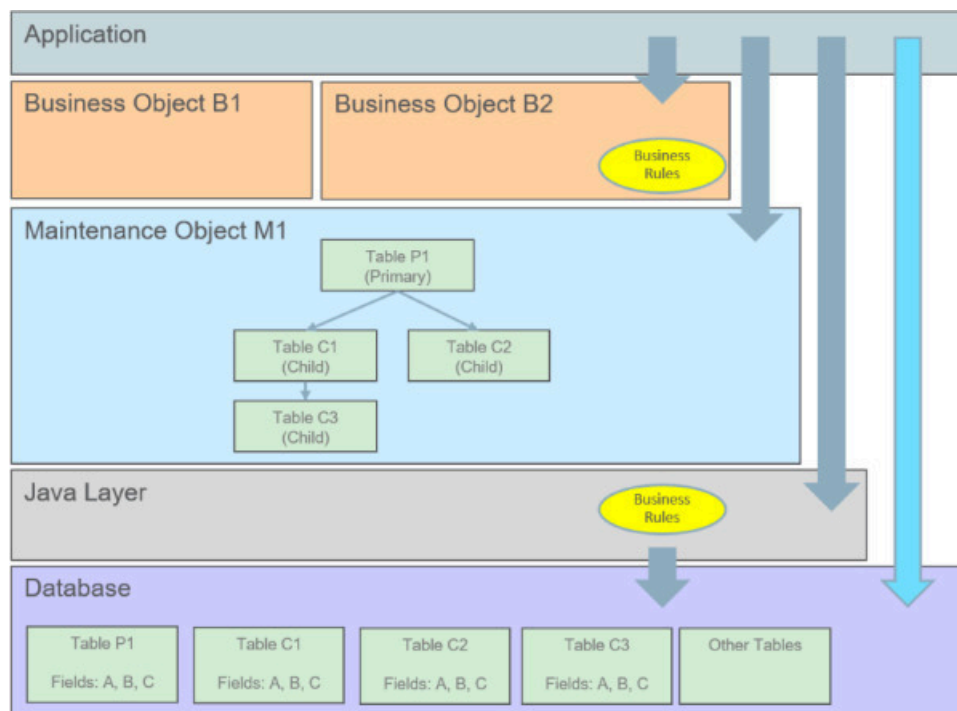 Application
Business Object B1
Business Object B2
Business
Rules
Maintenance Object M1
Table P1
(Primary)
Table C1
(Child)
Table C2
(Child)
Table C3
(Child)
Java Layer
Business
Rules
Database
Table P1
Fields: A, B, C
Table C1
Fields: A, B, C
Table C2
Fields: A, B, C
Table C3
Fields: A, B, C
Other Tables